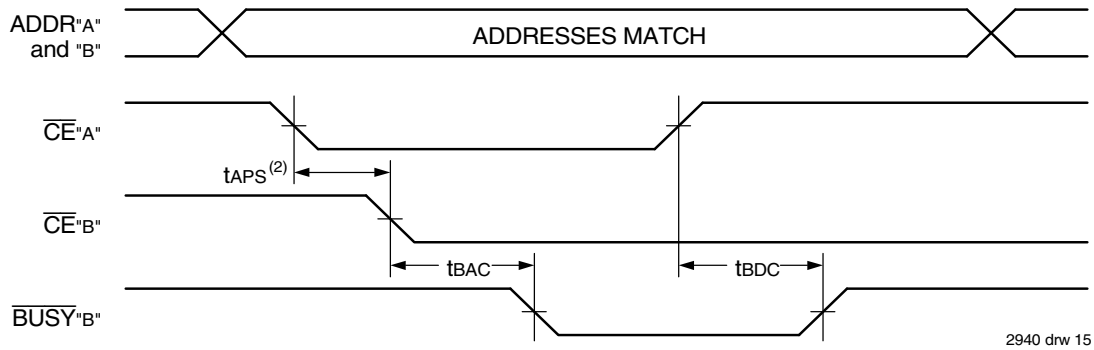 ADDR"A"
and "B"
ADDRESSES MATCH
CE"A"
tAPS(2)
CE"B"
tBAC
tBDC
BUSY"B"
2940 drw 15